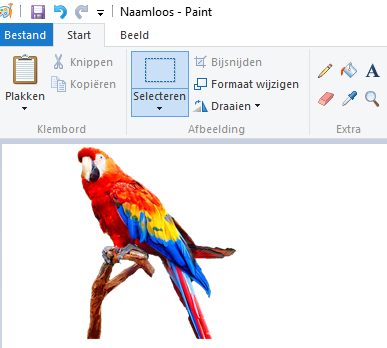 Naamloos - Paint
Bestand Start Beeld
Plakken
Knippen
Kopiëren
Klembord
Selecteren
Bijsnijden
Formaat wijzigen
Draaien
Afbeelding
A
Extra